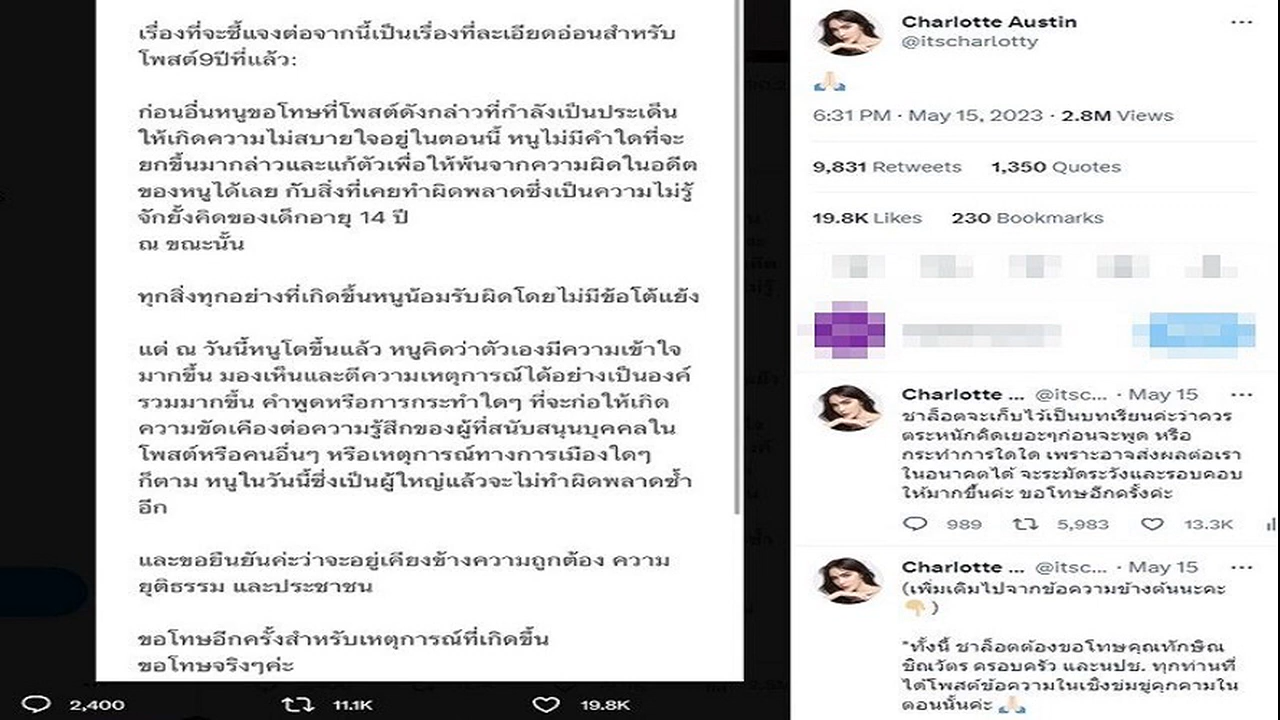 เรื่องที่จะชี้แจงต่อจากนี้เป็นเรื่องที่ละเอียดอ่อนสำหรับ
โพสต์9ปีที่แล้ว:
ก่อนอื่นหนูขอโทษที่โพสต์ดังกล่าวที่กำลังเป็นประเด็น
ให้เกิดความไม่สบายใจอยู่ในตอนนี้ หนูไม่มีคำใดที่จะ
ยกขึ้นมากล่าวและแก้ตัวเพื่อให้พ้นจากความผิดในอดีต
ของหนูได้เลย กับสิ่งที่เคยทำผิดพลาดซึ่งเป็นความไม่รู้
จักยั้งคิดของเด็กอายุ 14 ปี
ณ ขณะนั้น
ทุกสิ่งทุกอย่างที่เกิดขึ้นหนูน้อมรับผิดโดยไม่มีข้อโต้แย้ง
แต่ ณ วันนี้หนูโตขึ้นแล้ว หนูคิดว่าตัวเองมีความเข้าใจ
มากขึ้น มองเห็นและตีความเหตุการณ์ได้อย่างเป็นองค์
รวมมากขึ้น คำพูดหรือการกระทำใดๆ ที่จะก่อให้เกิด
ความขัดเคืองต่อความรู้สึกของผู้ที่สนับสนุนบุคคลใน
โพสต์หรือคนอื่นๆ หรือเหตุการณ์ทางการเมืองใดๆ
ก็ตาม หนูในวันนี้ซึ่งเป็นผู้ใหญ่แล้วจะไม่ทำผิดพลาดซ้ำ
อีก
และขอยืนยันค่ะว่าจะอยู่เคียงข้างความถูกต้อง ความ
ยุติธรรม และประชาชน
ขอโทษอีกครั้งสำหรับเหตุการณ์ที่เกิดขึ้น
ขอโทษจริงๆค่ะ
2,400 11.1K 19.8K
Charlotte Austin
@itscharlotty
🙏🏻
6:31 PM · May 15, 2023 · 2.8M Views
9,831 Retweets 1,350 Quotes
19.8K Likes 230 Bookmarks
Charlotte ... @itsc... · May 15
ชาล็อตจะเก็บไว้เป็นบทเรียนค่ะว่าควร
ตระหนักคิดเยอะๆก่อนจะพูด หรือ
กระทำการใดใด เพราะอาจส่งผลต่อเรา
ในอนาคตได้ จะระมัดระวังและรอบคอบ
ให้มากขึ้นค่ะ ขอโทษอีกครั้งค่ะ
989 5,983 13.3K
Charlotte ... @itsc... · May 15
(เพิ่มเติมไปจากข้อความข้างต้นนะคะ
👇🏼)
"ทั้งนี้ ชาล็อตต้องขอโทษคุณทักษิณ
ชิณวัตร ครอบครัว และนปช. ทุกท่านที่
ได้โพสต์ข้อความในเชิงข่มขู่คุกคามใน
ตอนนั้นค่ะ 🙏🏻